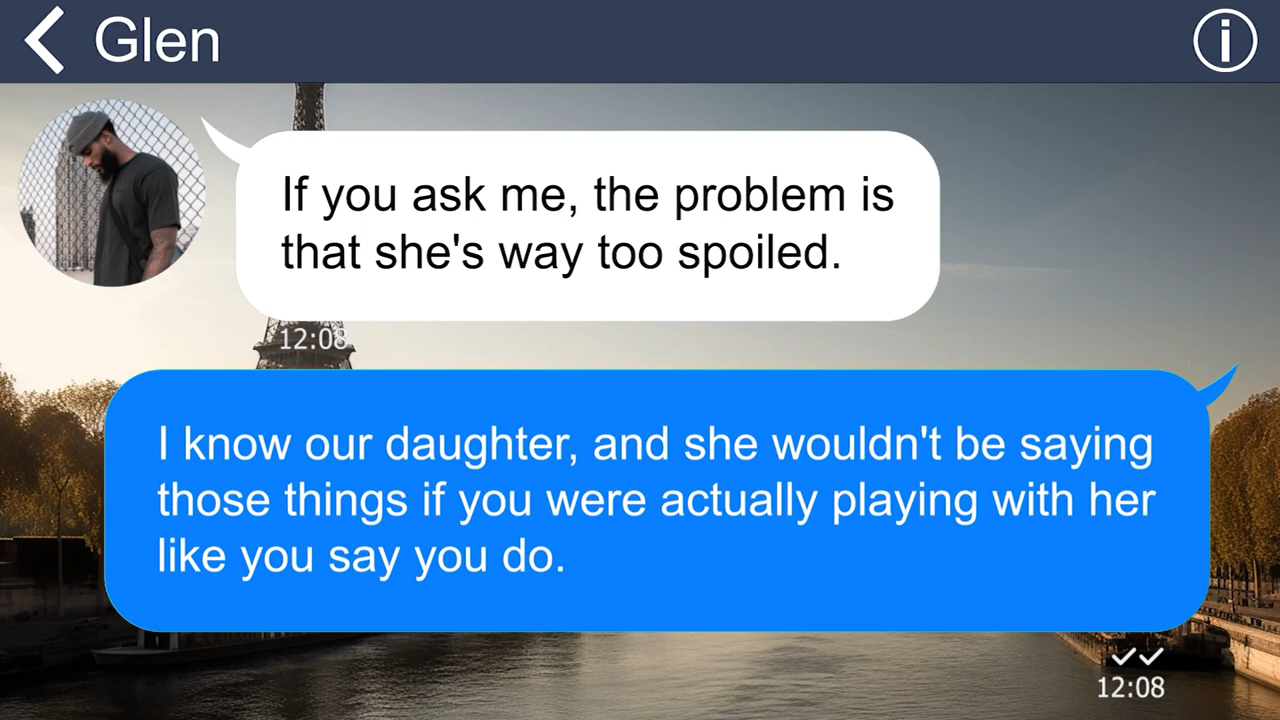 Glen
If you ask me, the problem is
that she's way too spoiled.
12:08
I know our daughter, and she wouldn't be saying
those things if you were actually playing with her
like you say you do.
12:08